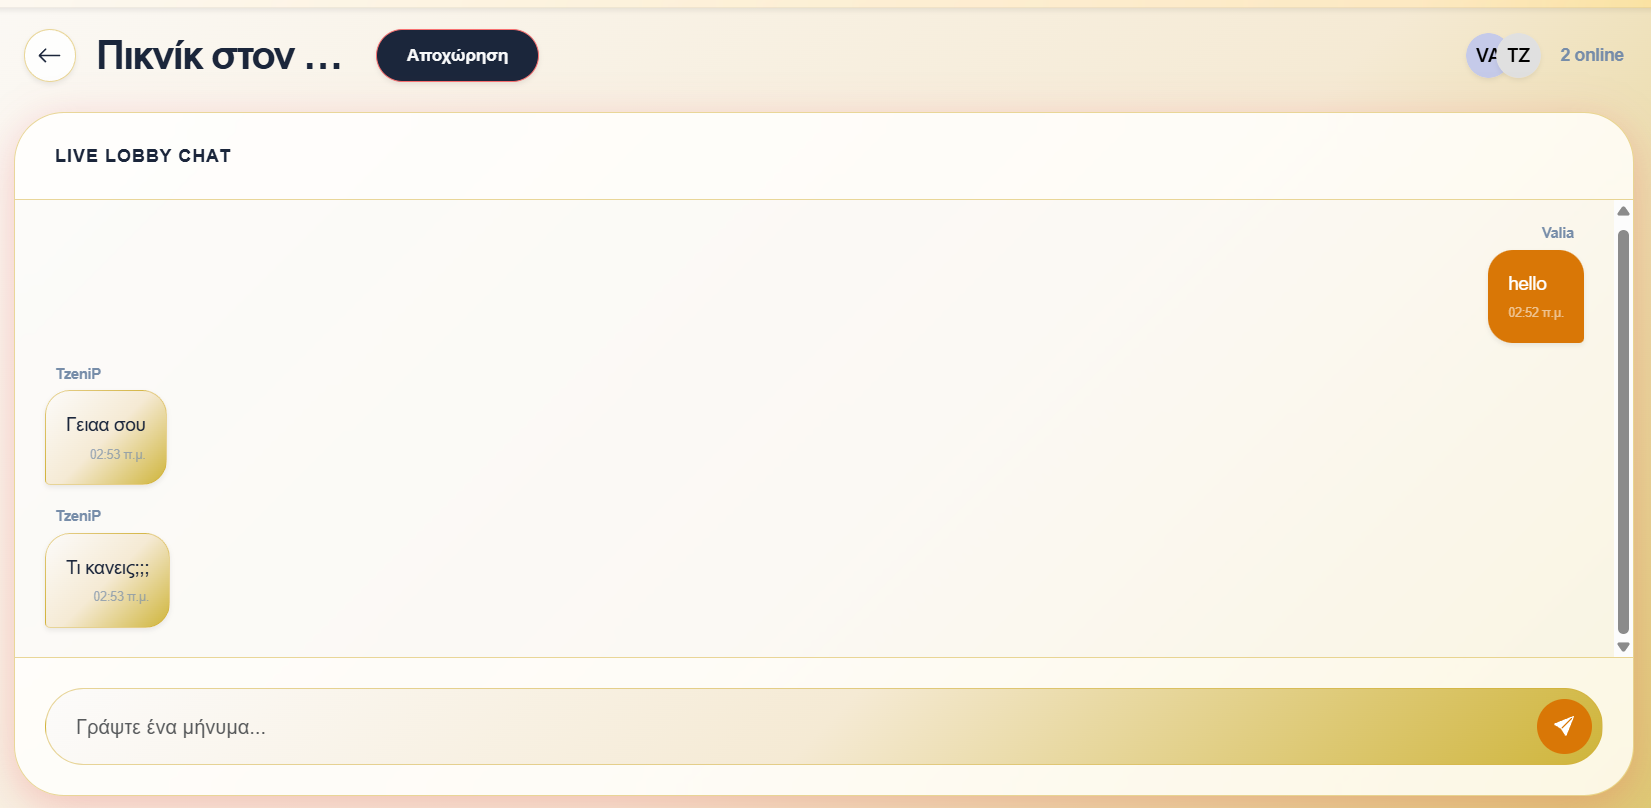 Πικνίκ στον ...
Αποχώρηση
VA TZ 2 online
LIVE LOBBY CHAT
Valia
hello
02:52 π.μ.
TzeniP
Γειαα σου
02:53 π.μ.
TzeniP
Τι κανεις;;;
02:53 π.μ.
Γράψτε ένα μήνυμα...